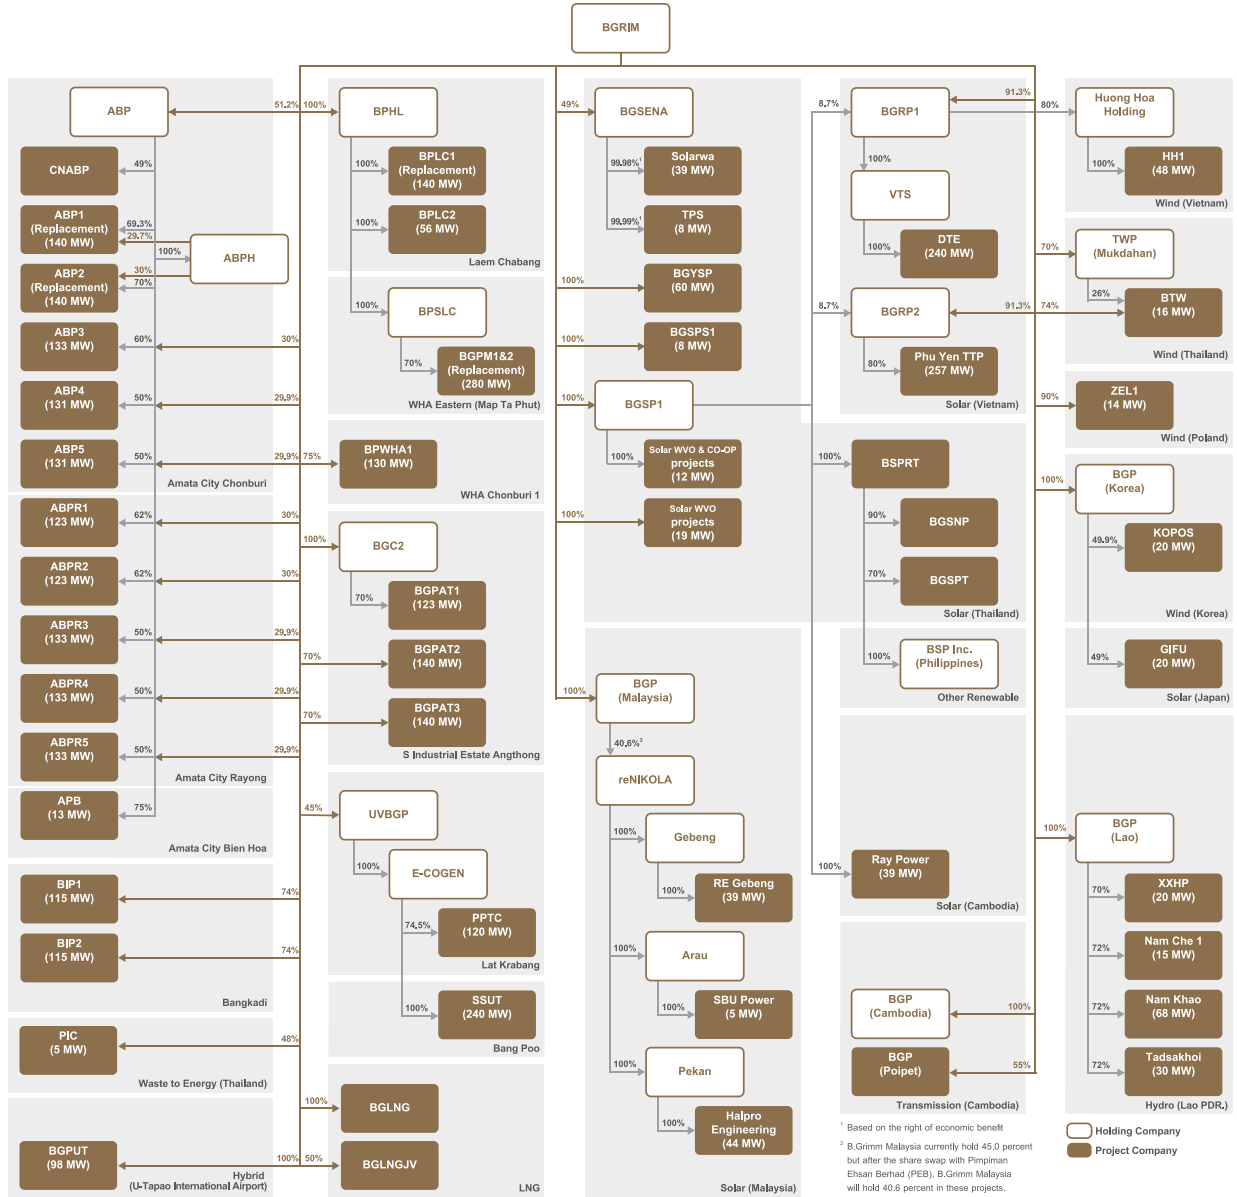 BGRIM
ABP
51.2%
CNABP
49%
ABP1
(Replacement)
(140 MW)
69.3%
29.7%
100%
ABPH
ABP2
(Replacement)
(140 MW)
30%
70%
ABP3
(133 MW)
60%
30%
ABP4
(131 MW)
50%
29.9%
ABP5
(131 MW)
50%
29.9%
Amata City Chonburi
ABPR1
(123 MW)
62%
30%
ABPR2
(123 MW)
62%
30%
ABPR3
(133 MW)
50%
29.9%
ABPR4
(133 MW)
50%
29.9%
ABPR5
(133 MW)
50%
29.9%
Amata City Rayong
APB
(13 MW)
75%
Amata City Bien Hoa
BIP1
(115 MW)
74%
BIP2
(115 MW)
74%
Bangkadi
PIC
(5 MW)
48%
Waste to Energy (Thailand)
BGPUT
(98 MW)
100%
Hybrid
(U-Tapao International Airport)
100%
BPHL
100%
BPLC1
(Replacement)
(140 MW)
100%
BPLC2
(56 MW)
Laem Chabang
100%
BPSLC
70%
BGPM1&2
(Replacement)
(280 MW)
WHA Eastern (Map Ta Phut)
75%
BPWHA1
(130 MW)
WHA Chonburi 1
100%
BGC2
70%
BGPAT1
(123 MW)
70%
BGPAT2
(140 MW)
70%
BGPAT3
(140 MW)
S Industrial Estate Angthong
45%
UVBGP
100%
E-COGEN
74.5%
PPTC
(120 MW)
Lat Krabang
100%
SSUT
(240 MW)
Bang Poo
100%
BGLNG
50%
BGLNGJV
LNG
49%
BGSENA
99.98%¹
Solarwa
(39 MW)
99.99%¹
TPS
(8 MW)
100%
BGYSP
(60 MW)
100%
BGSPS1
(8 MW)
100%
BGSP1
100%
Solar WVO & CO-OP
projects
(12 MW)
100%
Solar WVO
projects
(19 MW)
100%
BSPRT
90%
BGSNP
70%
BGSPT
Solar (Thailand)
100%
BSP Inc.
(Philippines)
Other Renewable
8.7%
BGRP1
91.3%
100%
VTS
100%
DTE
(240 MW)
8.7%
BGRP2
91.3%
80%
Phu Yen TTP
(257 MW)
Solar (Vietnam)
100%
BGP
(Malaysia)
40.6%²
reNIKOLA
100%
Gebeng
100%
RE Gebeng
(39 MW)
100%
Arau
100%
SBU Power
(5 MW)
100%
Pekan
100%
Halpro
Engineering
(44 MW)
Solar (Malaysia)
100%
Ray Power
(39 MW)
Solar (Cambodia)
BGP
(Cambodia)
100%
BGP
(Poipet)
55%
Transmission (Cambodia)
80%
Huong Hoa
Holding
100%
HH1
(48 MW)
Wind (Vietnam)
70%
TWP
(Mukdahan)
26%
74%
BTW
(16 MW)
Wind (Thailand)
90%
ZEL1
(14 MW)
Wind (Poland)
100%
BGP
(Korea)
49.9%
KOPOS
(20 MW)
Wind (Korea)
49%
GIFU
(20 MW)
Solar (Japan)
100%
BGP
(Lao)
70%
XXHP
(20 MW)
72%
Nam Che 1
(15 MW)
72%
Nam Khao
(68 MW)
72%
Tadsakhoi
(30 MW)
Hydro (Lao PDR.)
¹ Based on the right of economic benefit
² B.Grimm Malaysia currently hold 45.0 percent
but after the share swap with Pimpiman
Ehsan Berhad (PEB), B.Grimm Malaysia
will hold 40.6 percent in these projects.
Holding Company
Project Company